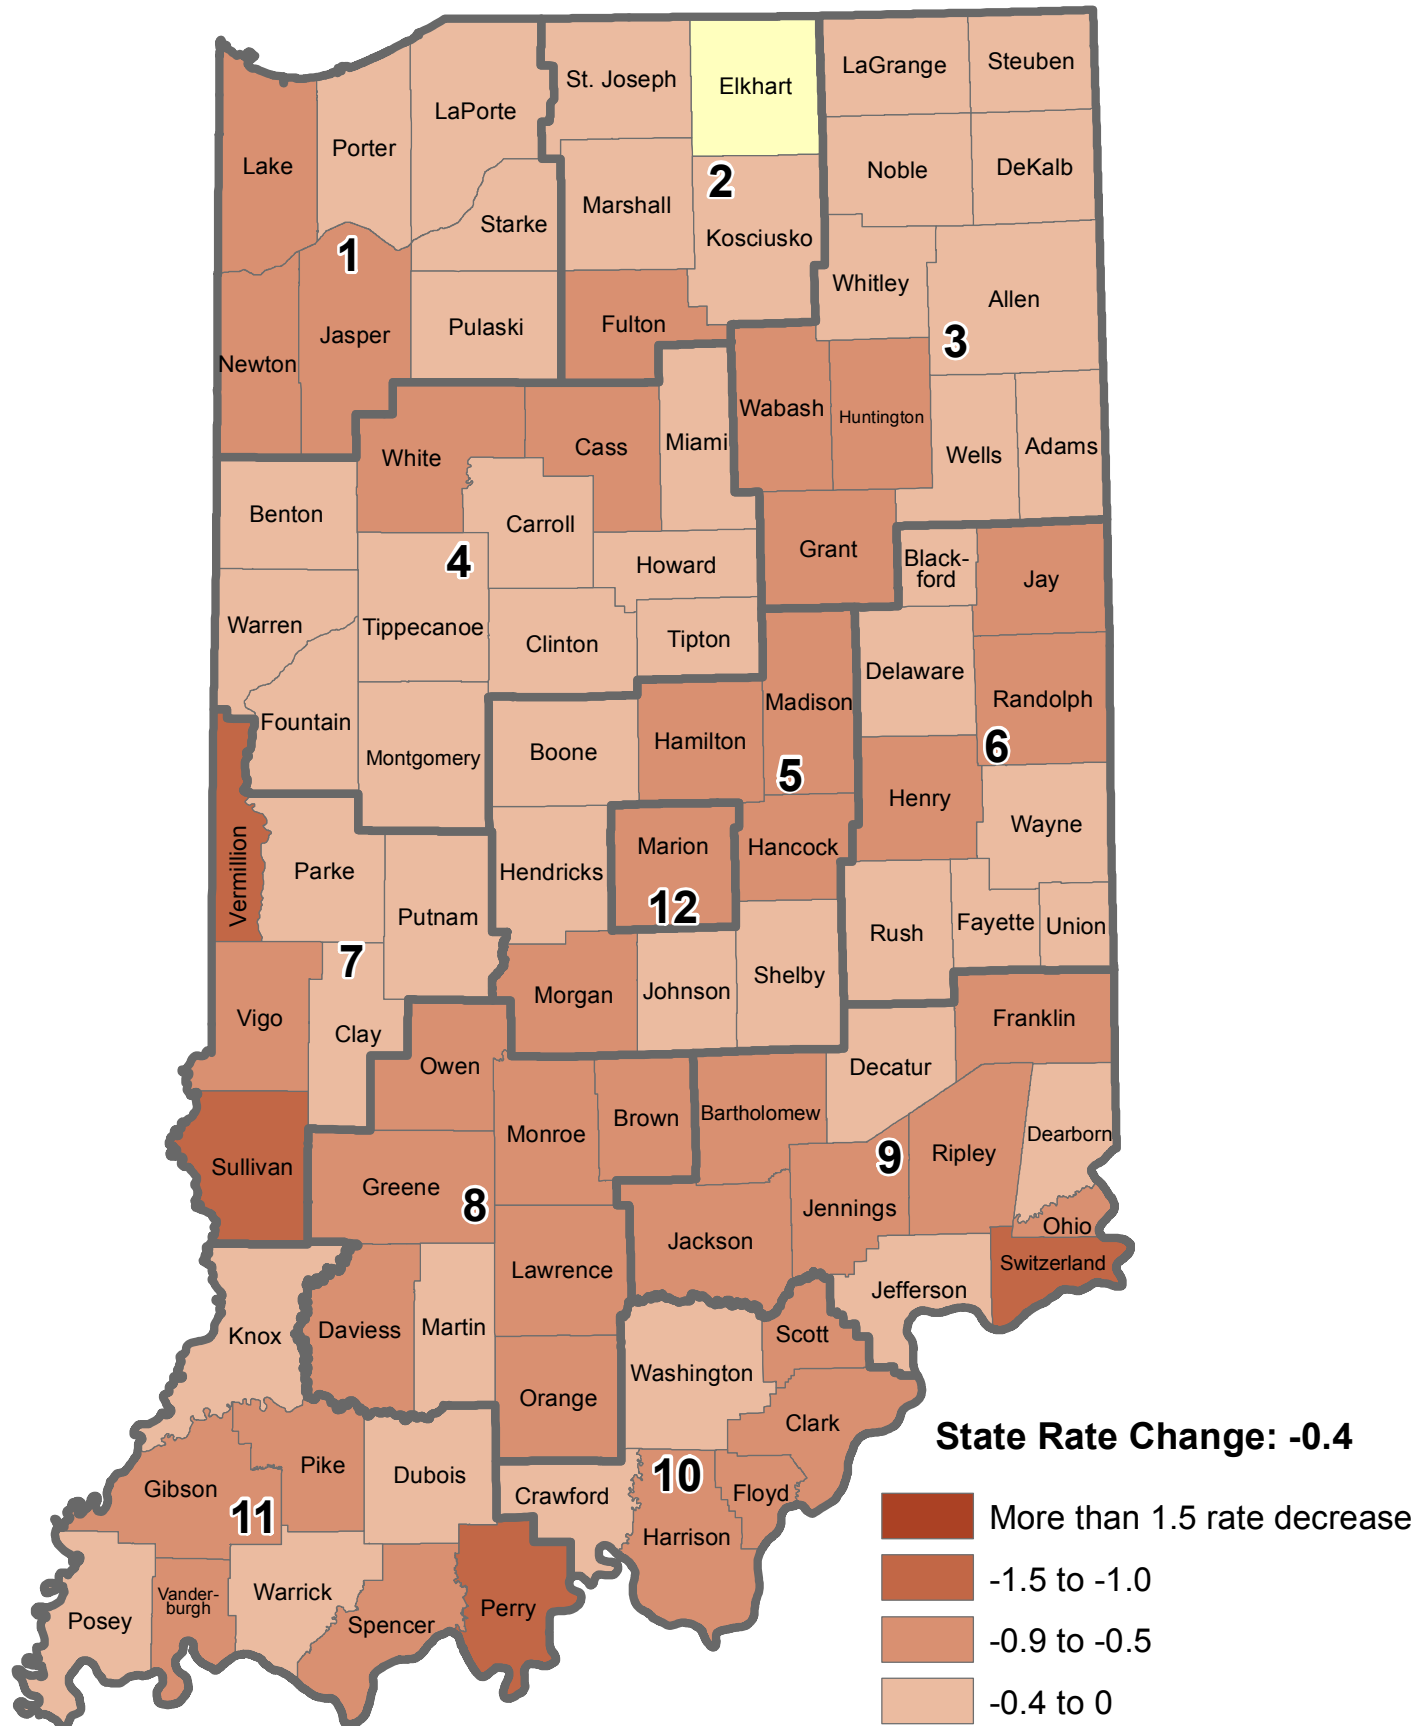 St. Joseph
Elkhart
LaGrange
Steuben
LaPorte
Porter
Lake
Noble
DeKalb
2
Marshall
Starke
Kosciusko
1
Whitley
Allen
Jasper
Pulaski
Fulton
3
Newton
Wabash
Huntington
White
Cass
Miami
Wells
Adams
Benton
Carroll
Grant
4
Howard
Black-
ford
Jay
Warren
Tippecanoe
Clinton
Tipton
Delaware
Randolph
Madison
Fountain
Montgomery
Boone
Hamilton
6
5
Henry
Wayne
Vermillion
Parke
Hendricks
Marion
Hancock
12
Putnam
Rush
Fayette
Union
7
Morgan
Johnson
Shelby
Vigo
Clay
Franklin
Owen
Decatur
Monroe
Brown
Bartholomew
Dearborn
9
Ripley
Sullivan
Greene
8
Jennings
Ohio
Jackson
Switzerland
Lawrence
Jefferson
Knox
Daviess
Martin
Scott
Washington
Orange
Clark
State Rate Change: -0.4
Pike
Dubois
10
Gibson
Crawford
Floyd
11
Harrison
More than 1.5 rate decrease
-1.5 to -1.0
Posey
Vander-
burgh
Warrick
Spencer
Perry
-0.9 to -0.5
-0.4 to 0